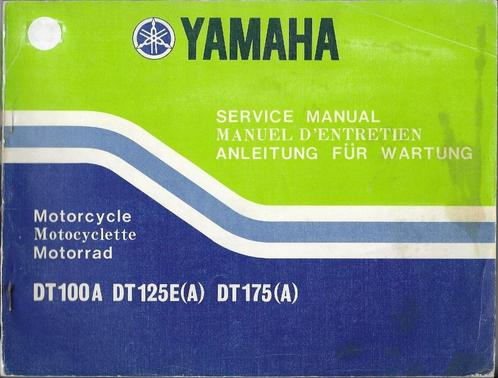 YAMAHA
SERVICE MANUAL
MANUEL D'ENTRETIEN
ANLEITUNG FÜR WARTUNG
Motorcycle
Motocyclette
Motorrad
DT100A DT125E(A) DT175(A)